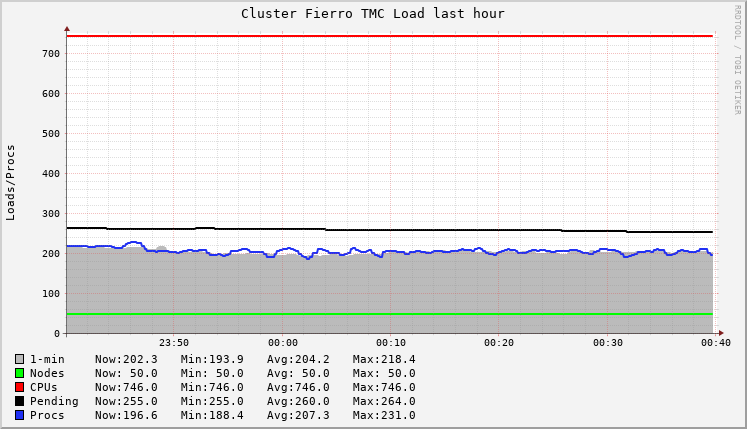 Cluster Fierro TMC Load last hour
RRDTOOL / TOBI OETIKER
Loads/Procs
700
600
500
400
300
200
100
0
23:50 00:00 00:10 00:20 00:30 00:40
1-min Now:202.3 Min:193.9 Avg:204.2 Max:218.4
Nodes Now: 50.0 Min: 50.0 Avg: 50.0 Max: 50.0
CPUs Now:746.0 Min:746.0 Avg:746.0 Max:746.0
Pending Now:255.0 Min:255.0 Avg:260.0 Max:264.0
Procs Now:196.6 Min:188.4 Avg:207.3 Max:231.0